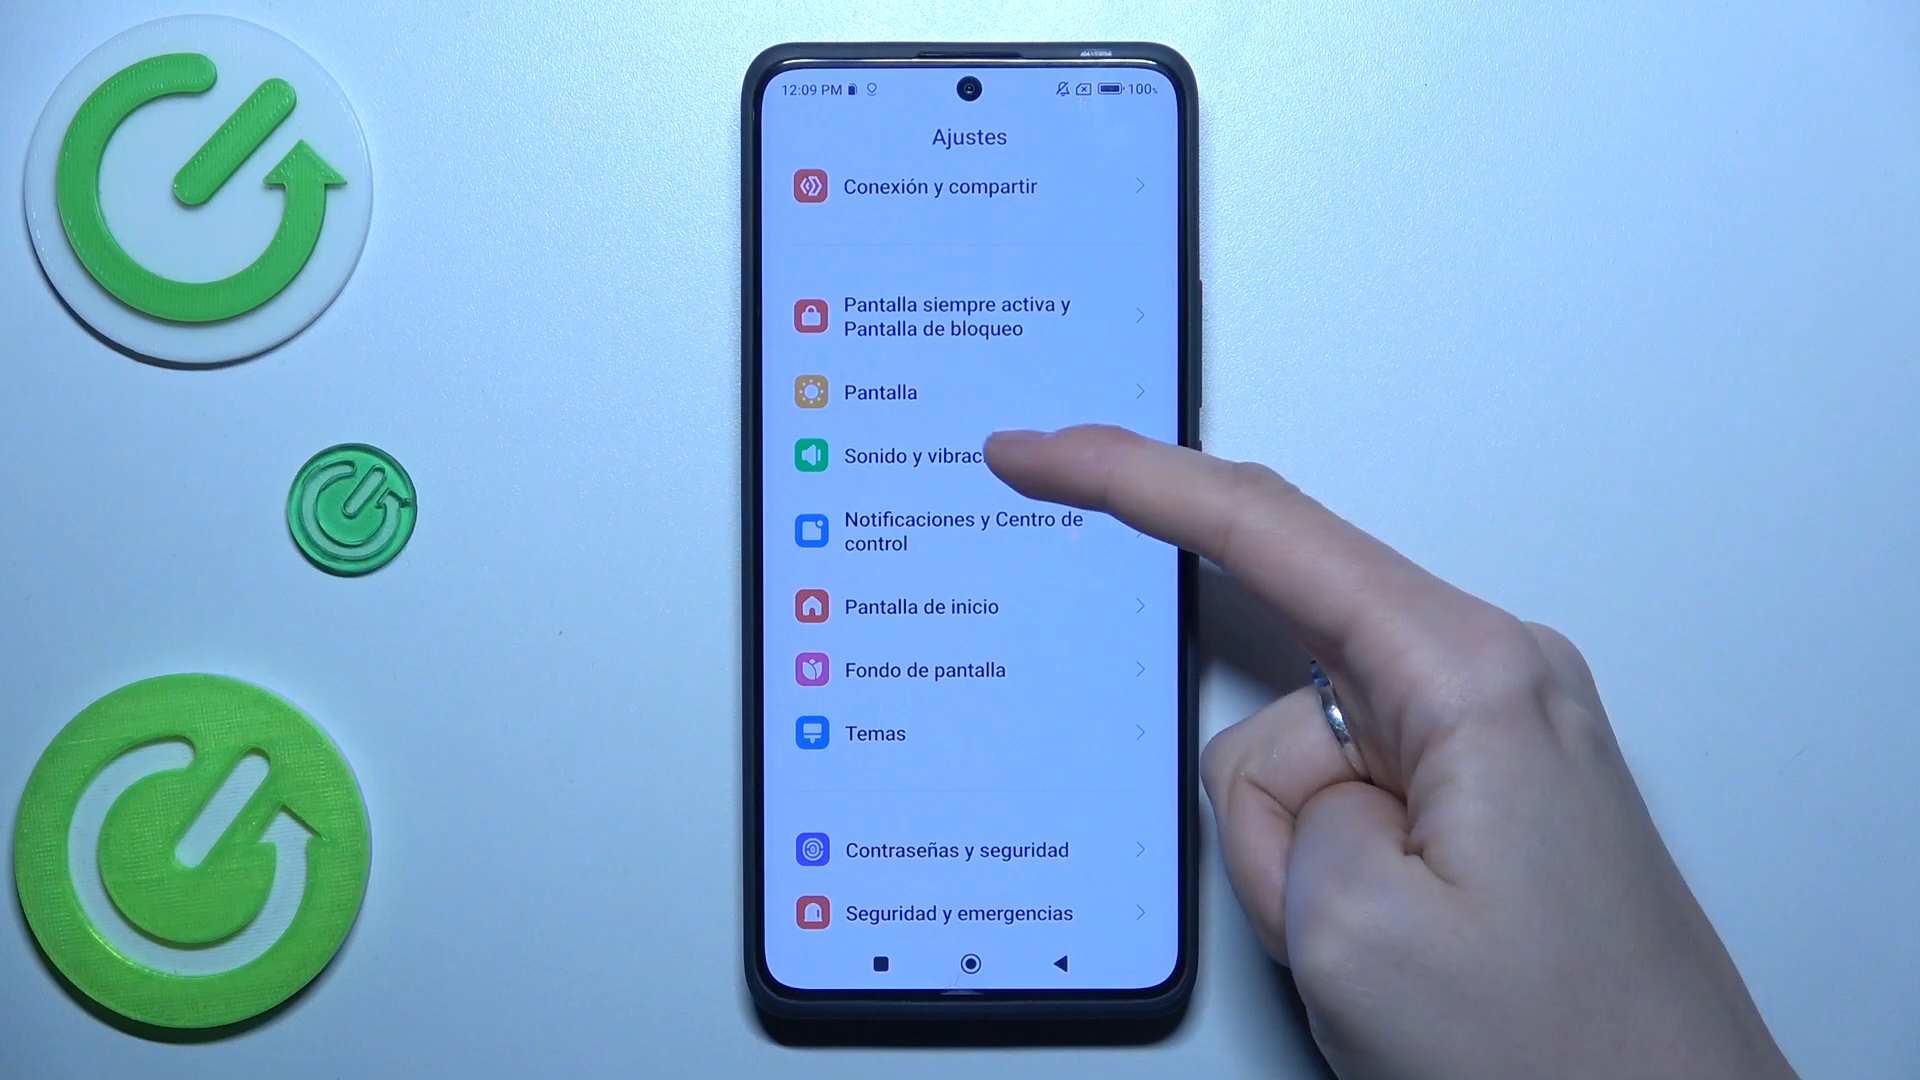 12:09 PM
100%
Ajustes
Conexión y compartir
Pantalla siempre activa y
Pantalla de bloqueo
Pantalla
Sonido y vibrac
Notificaciones y Centro de
control
Pantalla de inicio
Fondo de pantalla
Temas
Contraseñas y seguridad
Seguridad y emergencias